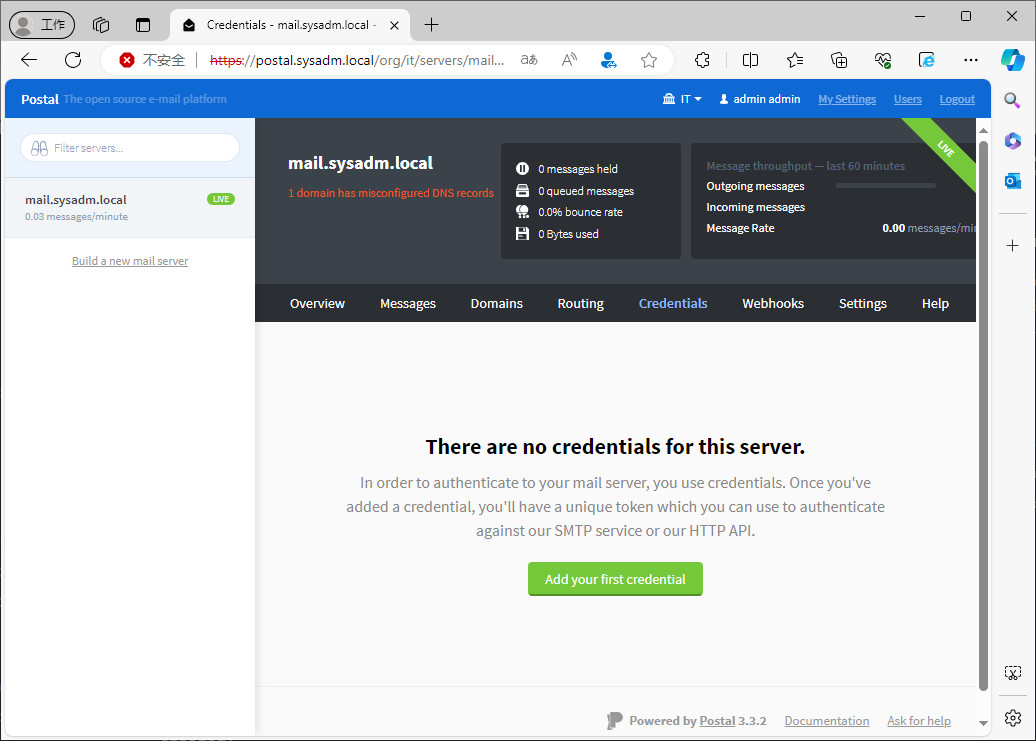 工作
Credentials - mail.sysadm.local -
不安全
https://postal.sysadm.local/org/it/servers/mail...
Postal The open source e-mail platform
IT
admin admin
My Settings
Users
Logout
Filter servers...
mail.sysadm.local
LIVE
0.03 messages/minute
Build a new mail server
mail.sysadm.local
1 domain has misconfigured DNS records
0 messages held
0 queued messages
0.0% bounce rate
0 Bytes used
Message throughput — last 60 minutes
Outgoing messages
Incoming messages
Message Rate 0.00 messages/min
LIVE
Overview Messages Domains Routing Credentials Webhooks Settings Help
There are no credentials for this server.
In order to authenticate to your mail server, you use credentials. Once you've
added a credential, you'll have a unique token which you can use to authenticate
against our SMTP service or our HTTP API.
Add your first credential
Powered by Postal 3.3.2 Documentation Ask for help